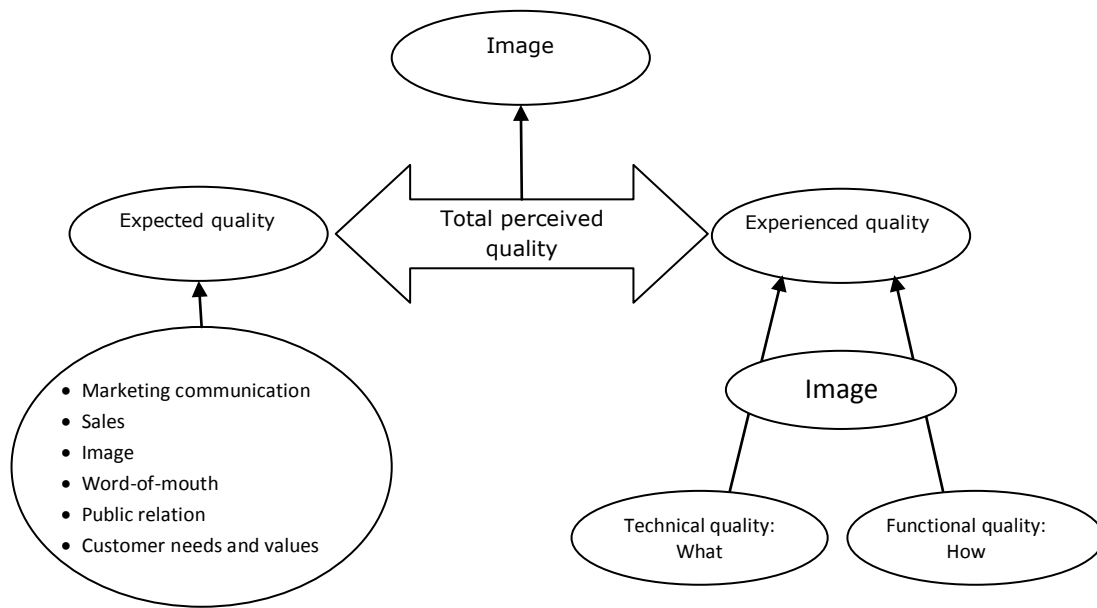 Image
Expected quality
Total perceived
quality
Experienced quality
• Marketing communication
• Sales
• Image
• Word-of-mouth
• Public relation
• Customer needs and values
Image
Technical quality:
What
Functional quality:
How